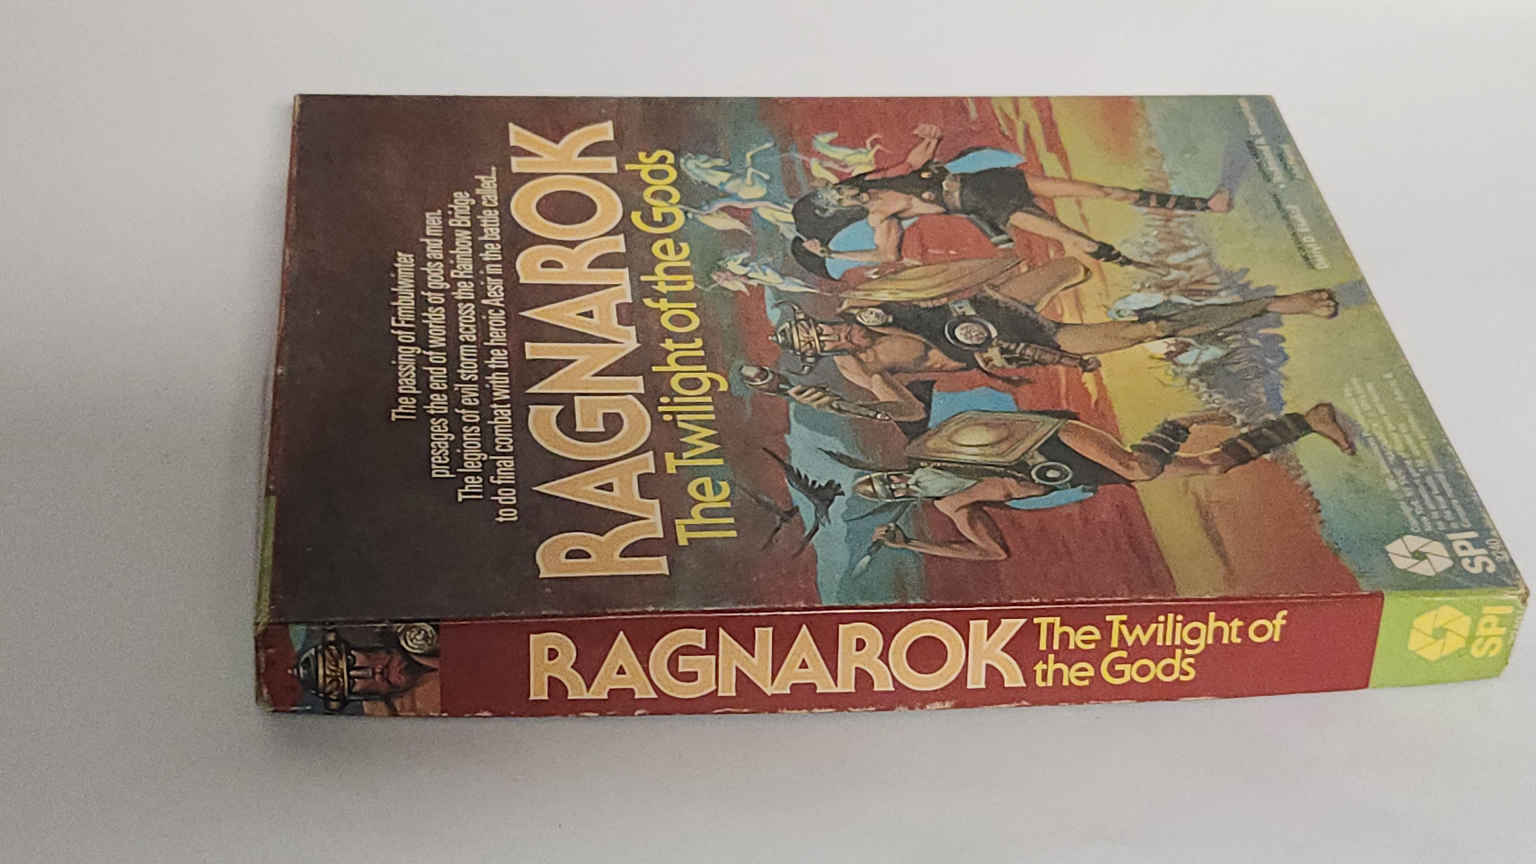 The passing of Fimbulwinter
presages the end of worlds of gods and men.
The legions of evil storm across the Rainbow Bridge
to do final combat with the heroic Aesir in the battle called...
RAGNAROK
The Twilight of the Gods
SPI
RAGNAROK
The Twilight of
the Gods
SPI